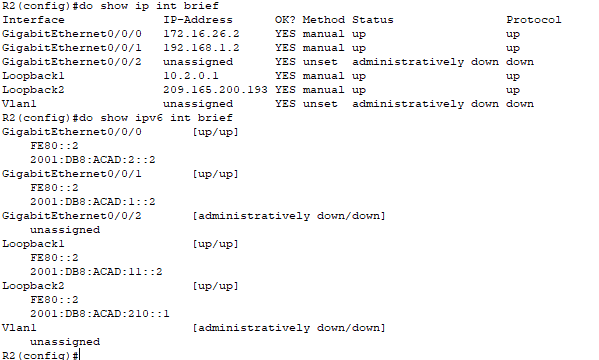 R2(config)#do show ip int brief
Interface              IP-Address      OK? Method Status                Protocol
GigabitEthernet0/0/0   172.16.26.2     YES manual up                    up
GigabitEthernet0/0/1   192.168.1.2     YES manual up                    up
GigabitEthernet0/0/2   unassigned      YES unset  administratively down down
Loopback1              10.2.0.1        YES manual up                    up
Loopback2              209.165.200.193 YES manual up                    up
Vlan1                  unassigned      YES unset  administratively down down
R2(config)#do show ipv6 int brief
GigabitEthernet0/0/0       [up/up]
    FE80::2
    2001:DB8:ACAD:2::2
GigabitEthernet0/0/1       [up/up]
    FE80::2
    2001:DB8:ACAD:1::2
GigabitEthernet0/0/2       [administratively down/down]
    unassigned
Loopback1                  [up/up]
    FE80::2
    2001:DB8:ACAD:11::2
Loopback2                  [up/up]
    FE80::2
    2001:DB8:ACAD:210::1
Vlan1                      [administratively down/down]
    unassigned
R2(config)#